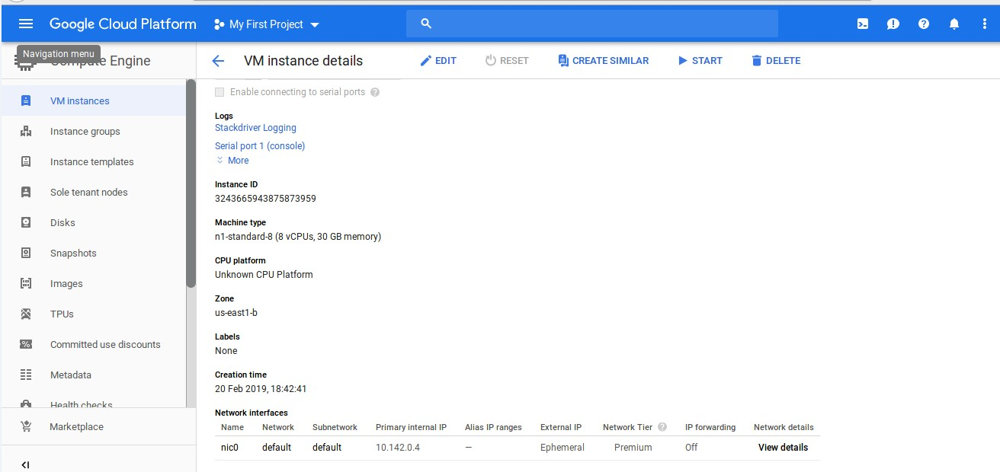 Google Cloud Platform
My First Project
Navigation menu
Compute Engine
VM instances
Instance groups
Instance templates
Sole tenant nodes
Disks
Snapshots
Images
TPUs
Committed use discounts
Metadata
Health checks
Marketplace
VM instance details
EDIT
RESET
CREATE SIMILAR
START
DELETE
Enable connecting to serial ports
Logs
Stackdriver Logging
Serial port 1 (console)
More
Instance ID
3243665943875873959
Machine type
n1-standard-8 (8 vCPUs, 30 GB memory)
CPU platform
Unknown CPU Platform
Zone
us-east1-b
Labels
None
Creation time
20 Feb 2019, 18:42:41
Network interfaces
Name Network Subnetwork Primary internal IP Alias IP ranges External IP Network Tier IP forwarding Network details
nic0 default default 10.142.0.4 — Ephemeral Premium Off View details